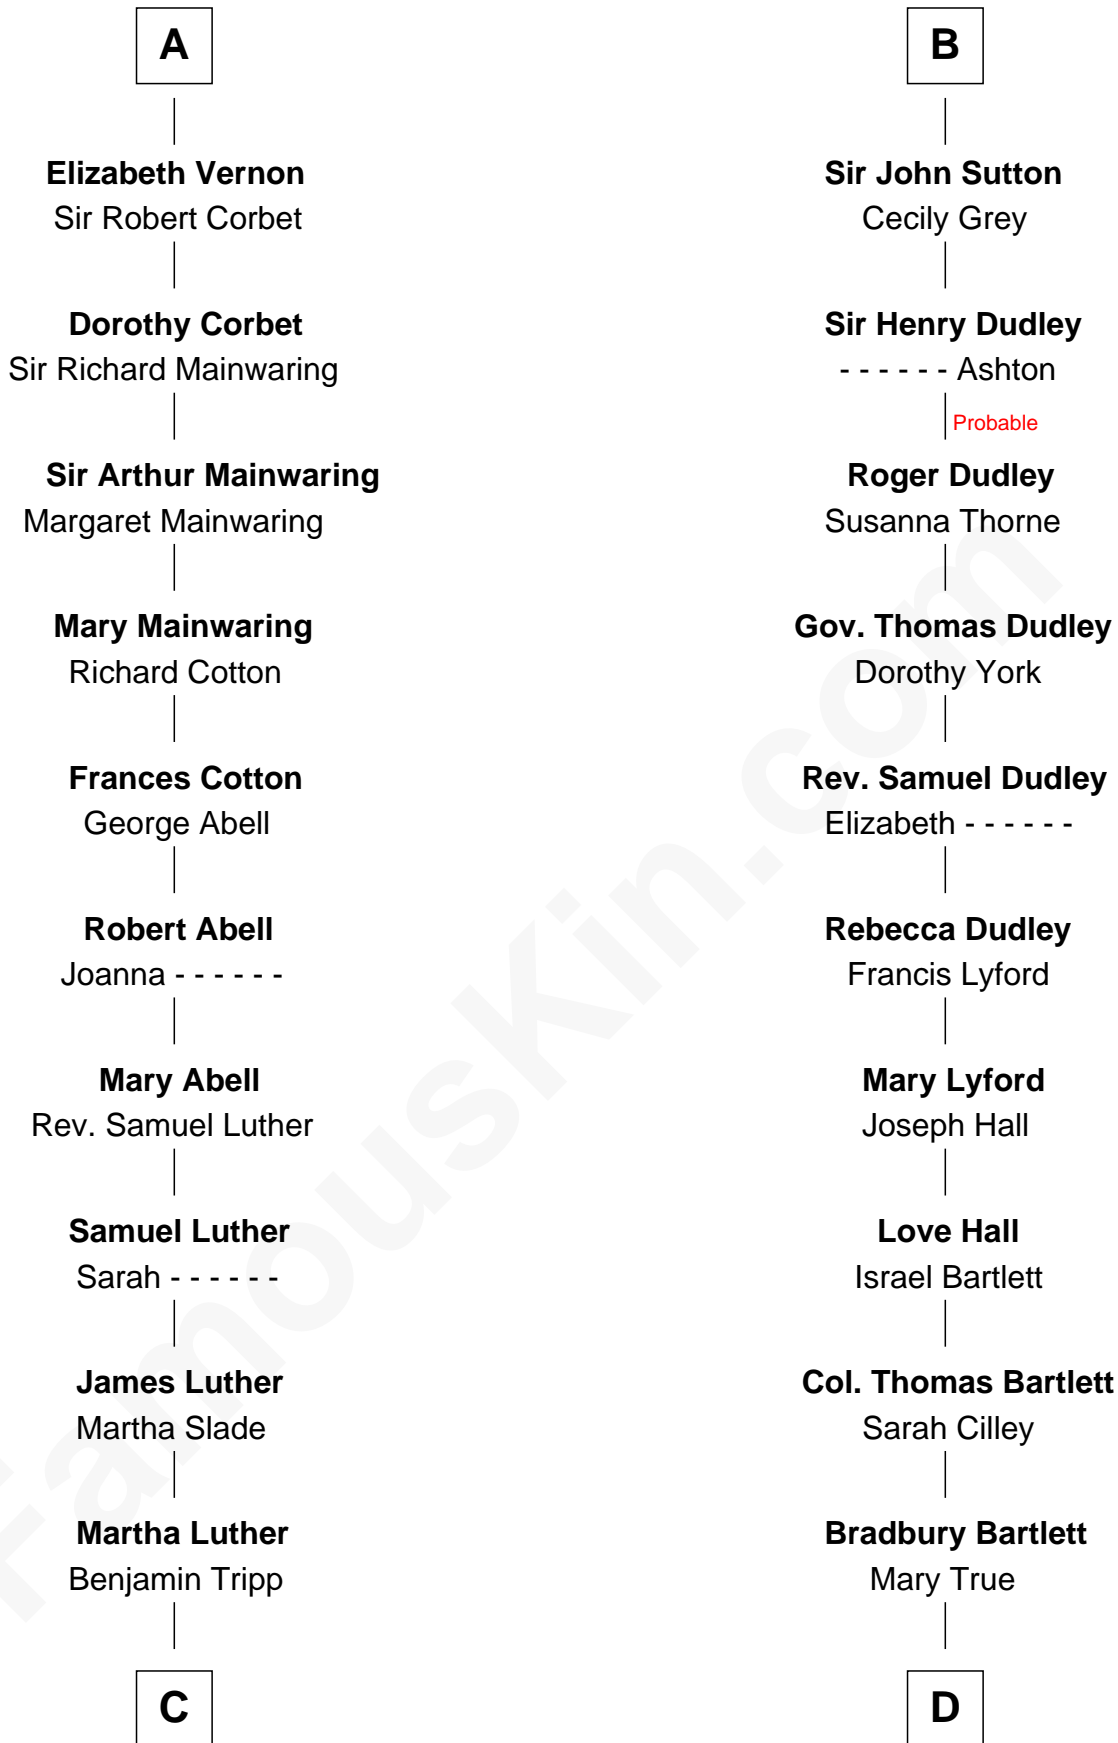 A
Elizabeth Vernon
Sir Robert Corbet
Dorothy Corbet
Sir Richard Mainwaring
Sir Arthur Mainwaring
Margaret Mainwaring
Mary Mainwaring
Richard Cotton
Frances Cotton
George Abell
Robert Abell
Joanna - - - - - -
Mary Abell
Rev. Samuel Luther
Samuel Luther
Sarah - - - - - -
James Luther
Martha Slade
Martha Luther
Benjamin Tripp
C
B
Sir John Sutton
Cecily Grey
Sir Henry Dudley
- - - - - - Ashton
Probable
Roger Dudley
Susanna Thorne
Gov. Thomas Dudley
Dorothy York
Rev. Samuel Dudley
Elizabeth - - - - - -
Rebecca Dudley
Francis Lyford
Mary Lyford
Joseph Hall
Love Hall
Israel Bartlett
Col. Thomas Bartlett
Sarah Cilley
Bradbury Bartlett
Mary True
D
FamousKin.com